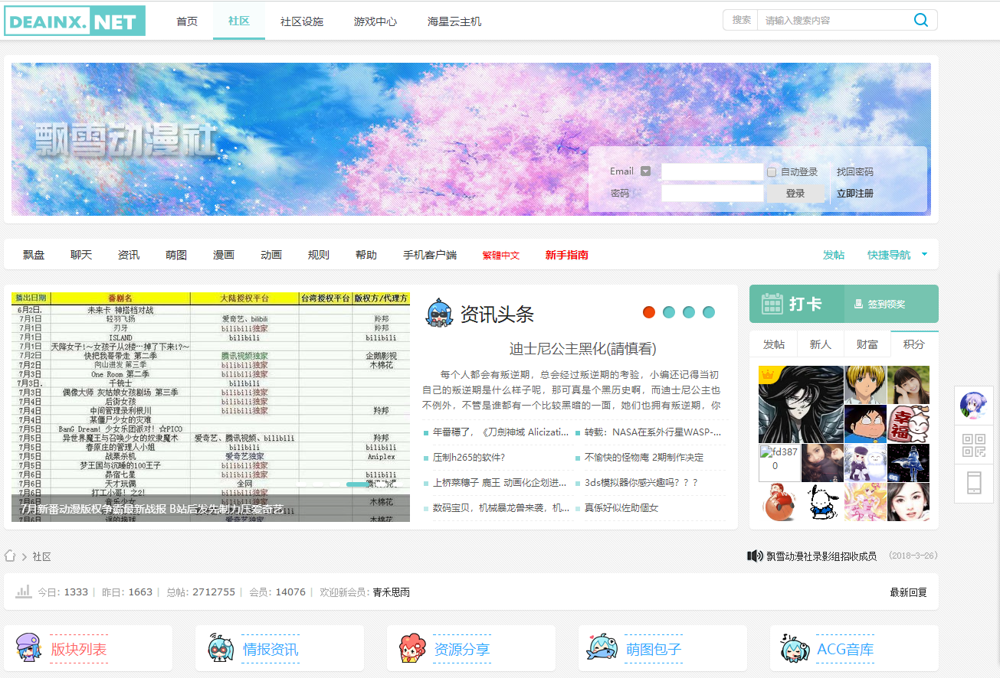 DEAINX.NET 首页 社区 社区设施 游戏中心 海星云主机 搜索 请输入搜索内容
飘雪动漫社
Email 自动登录 找回密码
密码 登录 立即注册
飘盘 聊天 资讯 萌图 漫画 动画 规则 帮助 手机客户端 繁體中文 新手指南 发帖 快捷导航
播出日期 番剧名 大陆授权平台 台湾授权平台 版权方/代理方
6月2日. 未来卡 神搭档对战
7月1日 轻羽飞扬 爱奇艺、bilibili 羚邦
7月1日 刃牙 bilibili独家 羚邦
7月1日 ISLAND bilibili bilibili
7月1日 天降女子!~女孩子从2楼…掉了下来!?~
7月2日 快把我哥带走 第二季 腾讯视频独家 企鹅影视
7月2日 向山进发 第三季 bilibili独家 木棉花
7月3日 One Room 第二季 bilibili独家
7月3日. 千铳士 bilibili
7月3日 偶像大师 灰姑娘剧场 第三季 bilibili独家
7月4日 后街女孩 bilibili独家
7月4日 中间管理录利根川 bilibili独家 羚邦
7月4日 某僵尸少女的灾难
7月5日 BanG Dream! 少女乐团派对! ☆PICO
7月5日 异世界魔王与召唤少女的奴隶魔术 爱奇艺、腾讯视频、bilibili 羚邦
7月5日 春原庄的管理人小姐 bilibili bilibili
7月5日 战栗杀机 爱奇艺独家 Aniplex
7月5日 梦王国与沉睡的100王子 bilibili独家
7月6日 昴宿七星 bilibili独家 bilibili
7月6日 天才玩偶 全网
7月6日 打工小哥! 之2! bilibili独家
7月6日 音乐少女 bilibili独家 木棉花
7月新番动漫版权争霸最新战报 B站后发先制力压爱奇艺
资讯头条
迪士尼公主黑化(請慎看)
每个人都会有叛逆期，总会经过叛逆期的考验，小编还记得当初
自己的叛逆期是什么样子呢，那可真是个黑历史啊，而迪士尼公主也
不例外，不管是谁都有一个比较黑暗的一面，她们也拥有叛逆期，你
年番穩了，《刀劍神域 Alicizati... 转载：NASA在系外行星WASP-...
压制h265的软件? 不愉快的怪物庵 2期制作决定
上桥菜穗子 鹿王 动画化企划进... 3ds模拟器你感兴趣吗？？？
数码宝贝，机械暴龙兽来袭，机... 真係好似佐助個女
打卡 签到领奖
发帖 新人 财富 积分
幸福
fd387
0
社区 飘雪动漫社录影组招收成员 (2018-3-26)
今日: 1333 | 昨日: 1663 | 总帖: 2712755 | 会员: 14076 | 欢迎新会员: 青禾思雨 最新回复
版块列表 情报资讯 资源分享 萌图包子 ACG音库